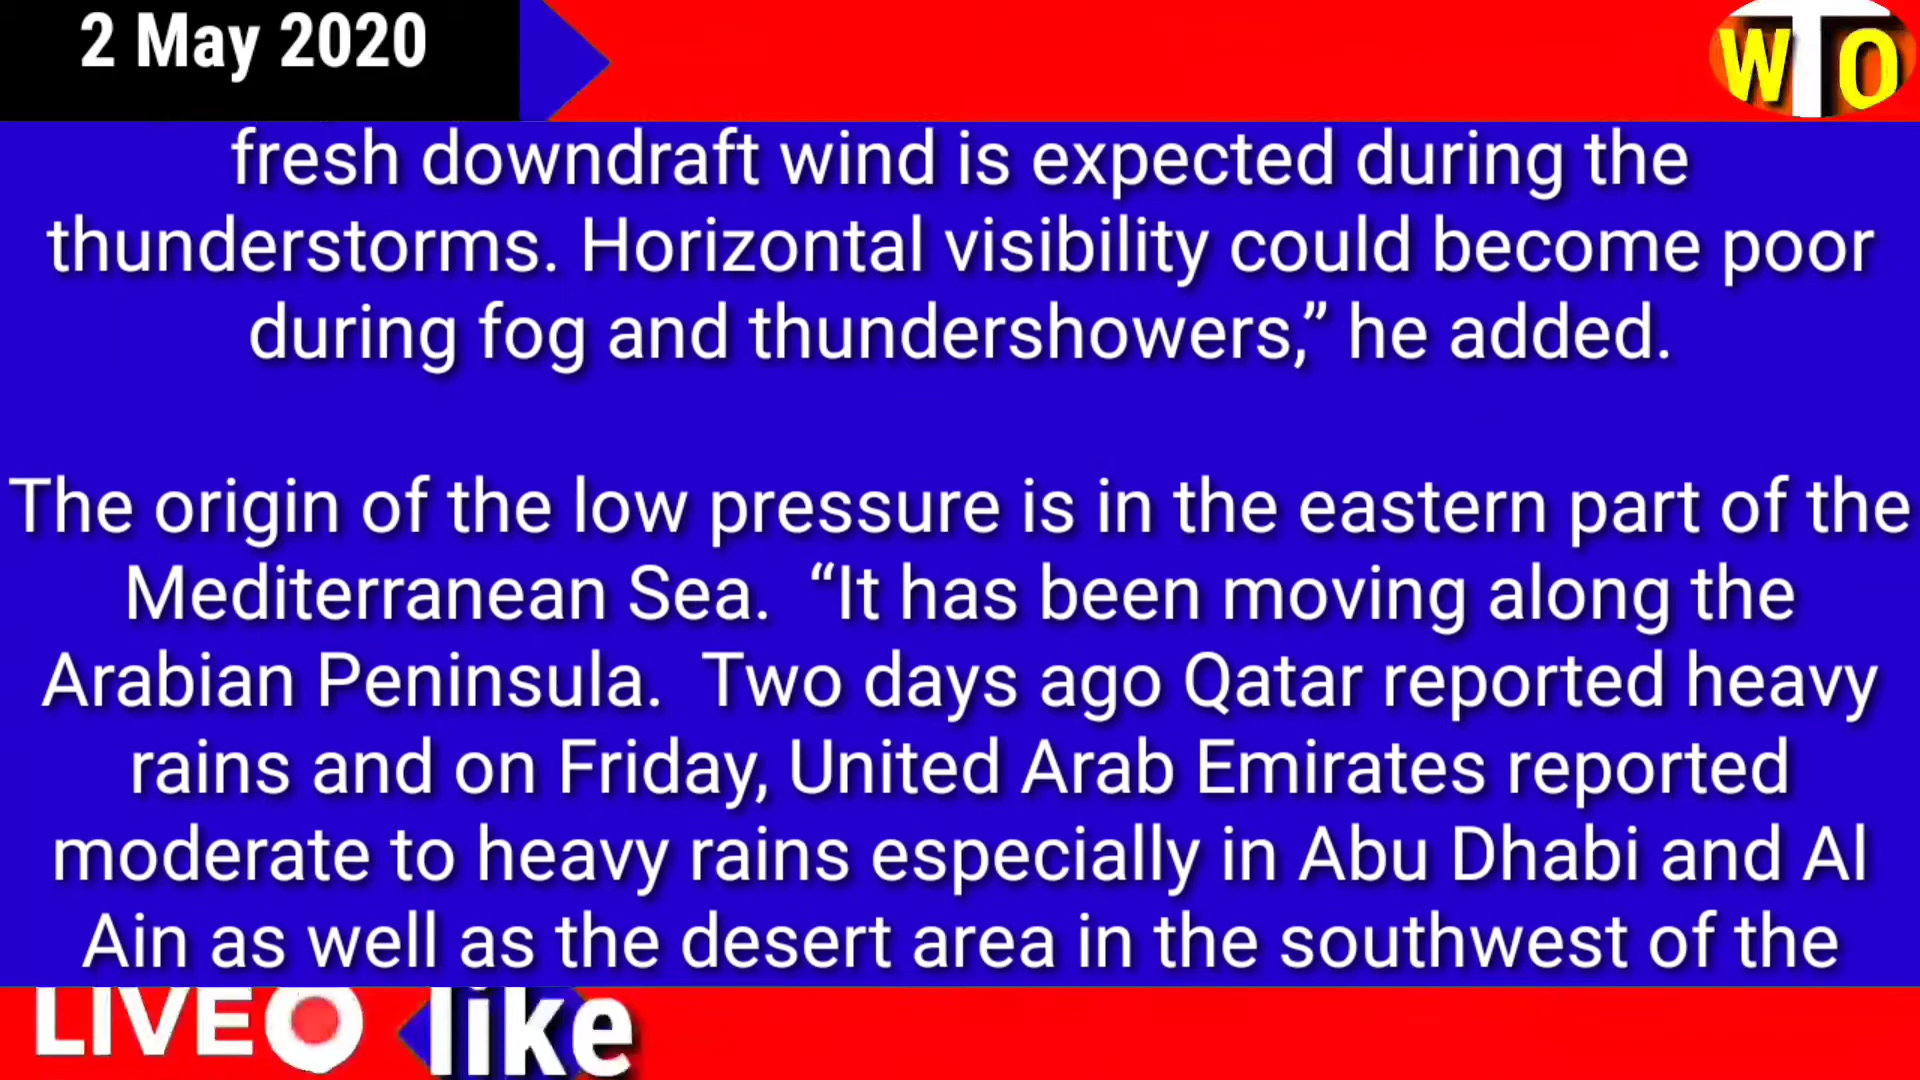 2 May 2020
WTO
fresh downdraft wind is expected during the
thunderstorms. Horizontal visibility could become poor
during fog and thundershowers,” he added.
The origin of the low pressure is in the eastern part of the
Mediterranean Sea.  “It has been moving along the
Arabian Peninsula.  Two days ago Qatar reported heavy
rains and on Friday, United Arab Emirates reported
moderate to heavy rains especially in Abu Dhabi and Al
Ain as well as the desert area in the southwest of the
LIVE like